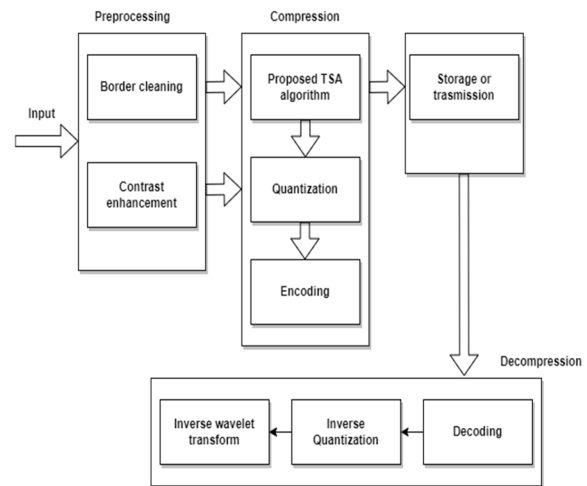 Preprocessing
Compression
Input
Border cleaning
Contrast
enhancement
Proposed TSA
algorithm
Quantization
Encoding
Storage or
trasmission
Decompression
Inverse wavelet
transform
Inverse
Quantization
Decoding